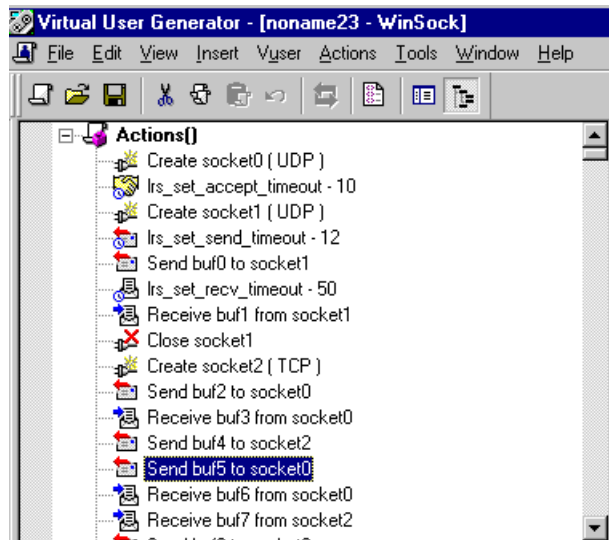 Virtual User Generator - [noname23 - WinSock]
File Edit View Insert Vuser Actions Tools Window Help
Actions()
Create socket0 ( UDP )
lrs_set_accept_timeout - 10
Create socket1 ( UDP )
lrs_set_send_timeout - 12
Send buf0 to socket1
lrs_set_recv_timeout - 50
Receive buf1 from socket1
Close socket1
Create socket2 ( TCP )
Send buf2 to socket0
Receive buf3 from socket0
Send buf4 to socket2
Send buf5 to socket0
Receive buf6 from socket0
Receive buf7 from socket2